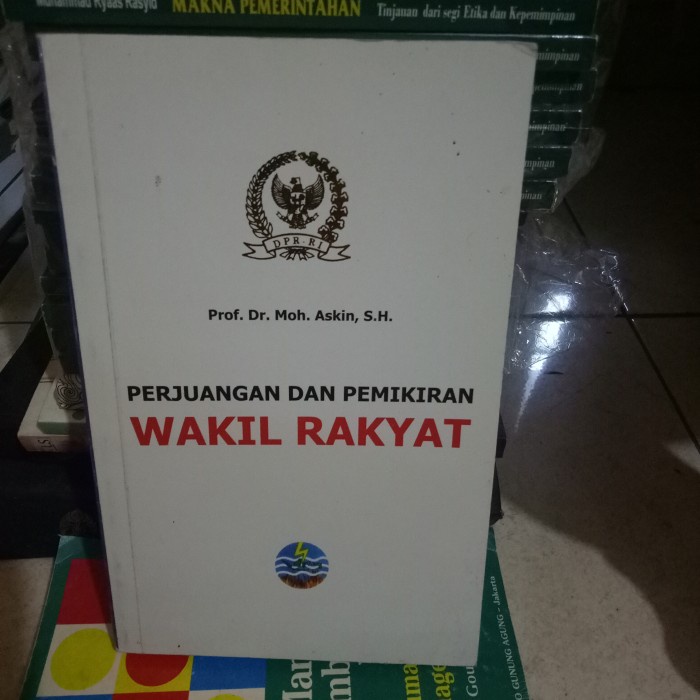 Muhammad Ryaas Rasyid MAKNA PEMERINTAHAN Tinjauan dari segi Etika dan Kepemimpinan
DPR-RI
Prof. Dr. Moh. Askin, S.H.
PERJUANGAN DAN PEMIKIRAN
WAKIL RAKYAT
GUNUNG AGUNG - Jakarta